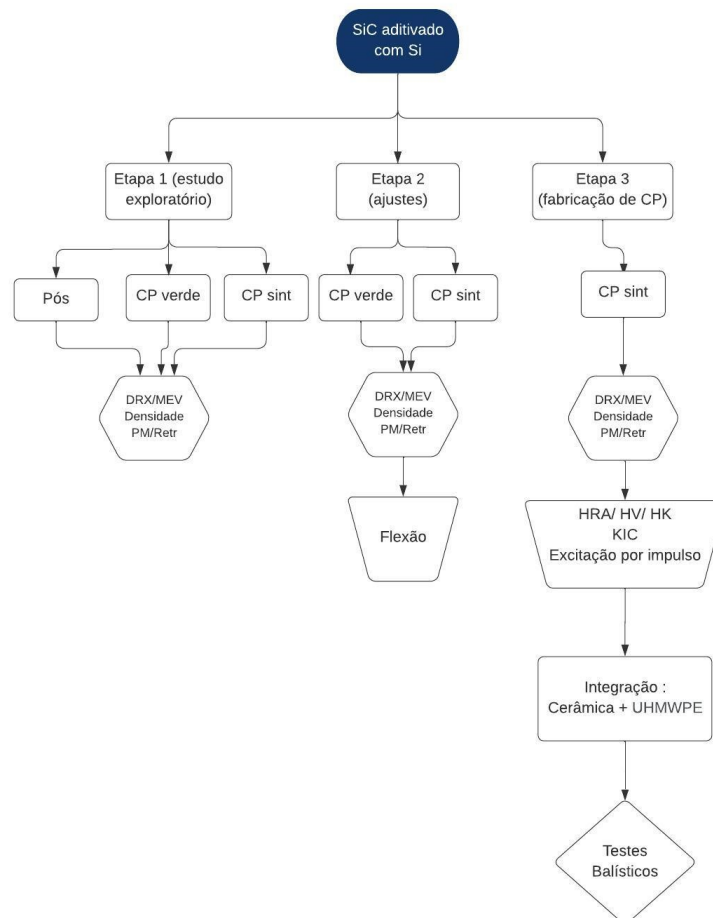 SiC aditivado
com Si
Etapa 1 (estudo
exploratório)
Etapa 2
(ajustes)
Etapa 3
(fabricação de CP)
Pós
CP verde
CP sint
CP verde
CP sint
CP sint
DRX/MEV
Densidade
PM/Retr
DRX/MEV
Densidade
PM/Retr
DRX/MEV
Densidade
PM/Retr
Flexão
HRA/ HV/ HK
KIC
Excitação por impulso
Integração :
Cerâmica + UHMWPE
Testes
Balísticos